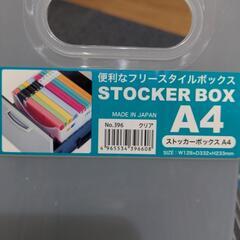 便利なフリースタイルボックス
STOCKER BOX
MADE IN JAPAN
A4
No.396 クリア
4965534396608
ストッカーボックス A4
SIZE:W128×D332×H233mm